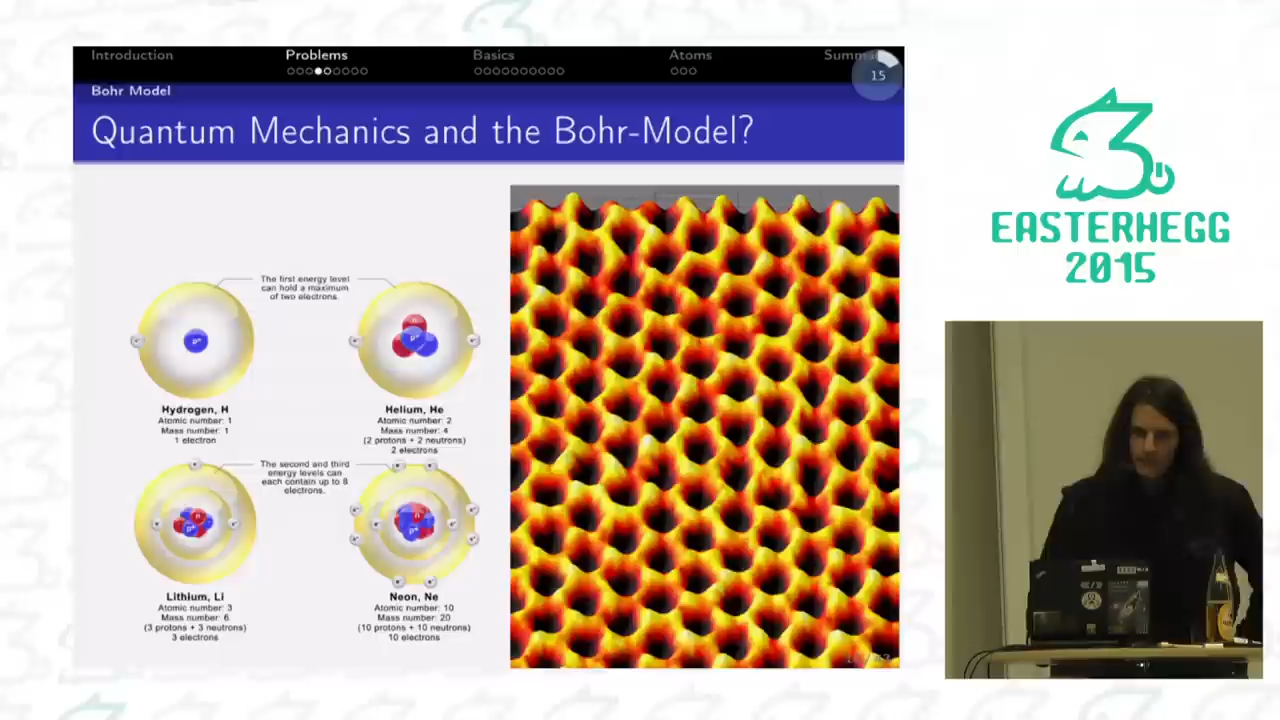 Introduction
Problems
Basics
Atoms
15
Bohr Model
Quantum Mechanics and the Bohr-Model?
The first energy level
can hold a maximum
of two electrons.
Hydrogen, H
Atomic number: 1
Mass number: 1
1 electron
Helium, He
Atomic number: 2
Mass number: 4
(2 protons + 2 neutrons)
2 electrons
The second and third
energy levels can
each contain up to 8
electrons.
Lithium, Li
Atomic number: 3
Mass number: 6
(3 protons + 3 neutrons)
3 electrons
Neon, Ne
Atomic number: 10
Mass number: 20
(10 protons + 10 neutrons)
10 electrons
EASTERHEGG
2015